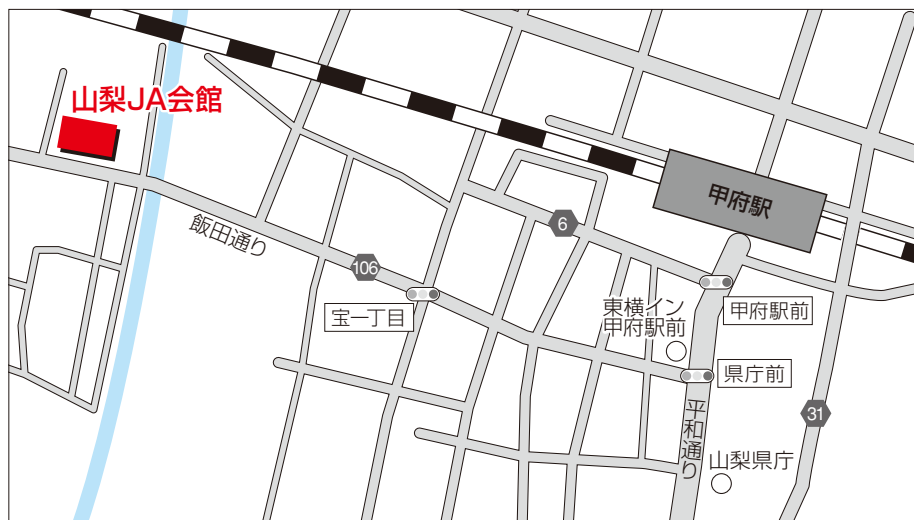 山梨JA会館
甲府駅
6
飯田通り
106
宝一丁目
東横イン
甲府駅前
甲府駅前
県庁前
平和通り
31
山梨県庁